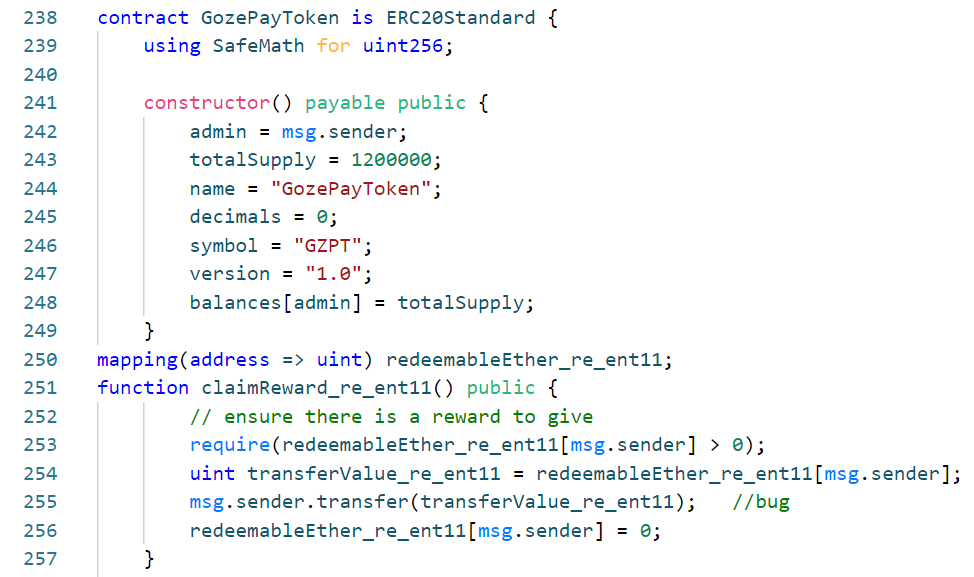 238 contract GozePayToken is ERC20Standard {
239     using SafeMath for uint256;
240
241     constructor() payable public {
242         admin = msg.sender;
243         totalSupply = 1200000;
244         name = "GozePayToken";
245         decimals = 0;
246         symbol = "GZPT";
247         version = "1.0";
248         balances[admin] = totalSupply;
249     }
250 mapping(address => uint) redeemableEther_re_ent11;
251 function claimReward_re_ent11() public {
252         // ensure there is a reward to give
253         require(redeemableEther_re_ent11[msg.sender] > 0);
254         uint transferValue_re_ent11 = redeemableEther_re_ent11[msg.sender];
255         msg.sender.transfer(transferValue_re_ent11);   //bug
256         redeemableEther_re_ent11[msg.sender] = 0;
257     }